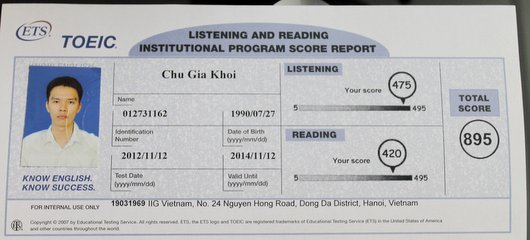 ETS
TOEIC.
LISTENING AND READING
INSTITUTIONAL PROGRAM SCORE REPORT
KNOW ENGLISH.
Chu Gia Khoi
Name
012731162 1990/07/27
Identification Number
Date of Birth (yyyy/mm/dd)
2012/11/12 2014/11/12
Test Date (yyyy/mm/dd)
Valid Until (yyyy/mm/dd)
LISTENING
Your score 475
5 495
READING
Your score 420
5 495
TOTAL
SCORE
895
KNOW ENGLISH.
KNOW SUCCESS.
FOR INTERNAL USE ONLY 19031969 IIG Vietnam, No. 24 Nguyen Hong Road, Dong Da District, Hanoi, Vietnam
Copyright © 2007 by Educational Testing Service. All rights reserved. ETS, the ETS logo and TOEIC are registered trademarks of Educational Testing Service (ETS) in the United States of America
and other countries throughout the world.